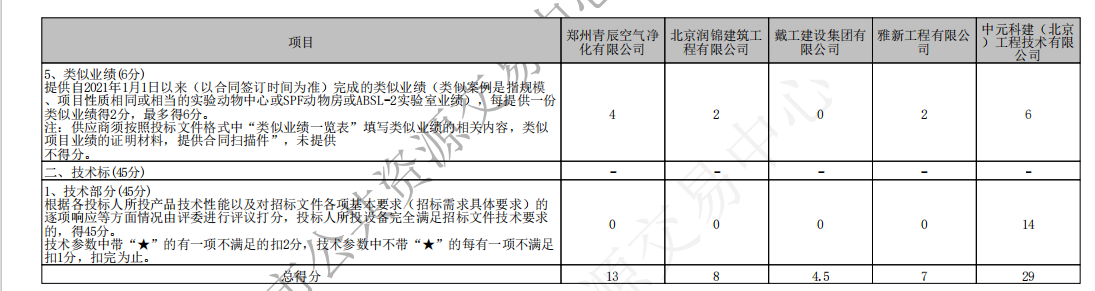 项目
郑州青辰空气净
化有限公司
北京润锦建筑工
程有限公司
戴工建设集团有
限公司
雅新工程有限公
司
中元科建（北京
）工程技术有限
公司
5、类似业绩(6分)
提供自2021年1月1日以来（以合同签订时间为准）完成的类似业绩（类似案例是指规模
、项目性质相同或相当的实验动物中心或SPF动物房或ABSL-2实验室业绩），每提供一份
类似业绩得2分，最多得6分。
注：供应商须按照投标文件格式中“类似业绩一览表”填写类似业绩的相关内容，类似
项目业绩的证明材料，提供合同扫描件”，未提供
不得分。
4
2
0
2
6
二、技术标(45分)
－
－
－
－
－
1、技术部分(45分)
根据各投标人所投产品技术性能以及对招标文件各项基本要求（招标需求具体要求）的
逐项响应等方面情况由评委进行评议打分，投标人所投设备完全满足招标文件技术要求
的，得45分。
技术参数中带“★”的有一项不满足的扣2分，技术参数中不带“★”的每有一项不满足
扣1分，扣完为止。
0
0
0
0
14
总得分
13
8
4.5
7
29
市公共资源交易中心
源交易中心